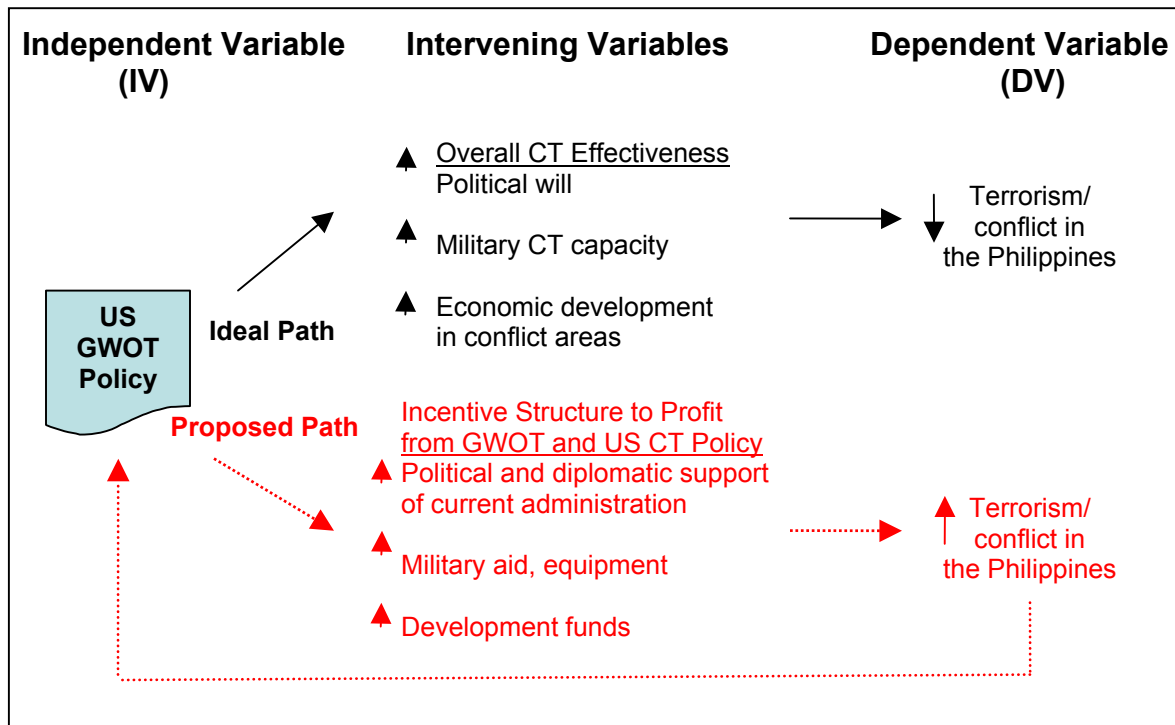 Independent Variable
(IV)
Intervening Variables
Dependent Variable
(DV)
Overall CT Effectiveness
Political will
Military CT capacity
Economic development
in conflict areas
Terrorism/
conflict in
the Philippines
US
GWOT
Policy
Ideal Path
Proposed Path
Incentive Structure to Profit
from GWOT and US CT Policy
Political and diplomatic support
of current administration
Military aid, equipment
Development funds
Terrorism/
conflict in
the Philippines